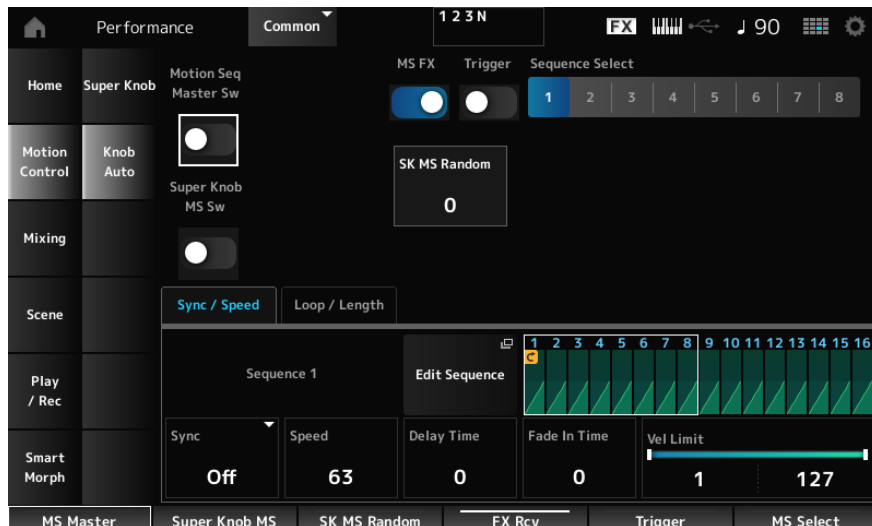 Performance
Common
1 2 3 N
FX
♩ 90
Home
Super Knob
Motion Seq
Master Sw
MS FX
Trigger
Sequence Select
1 2 3 4 5 6 7 8
Motion
Control
Knob
Auto
SK MS Random
0
Super Knob
MS Sw
Mixing
Scene
Sync / Speed
Loop / Length
Play
/ Rec
Sequence 1
Edit Sequence
1 2 3 4 5 6 7 8 9 10 11 12 13 14 15 16
Smart
Morph
Sync
Off
Speed
63
Delay Time
0
Fade In Time
0
Vel Limit
1 127
MS Master
Super Knob MS
SK MS Random
FX Rcv
Trigger
MS Select